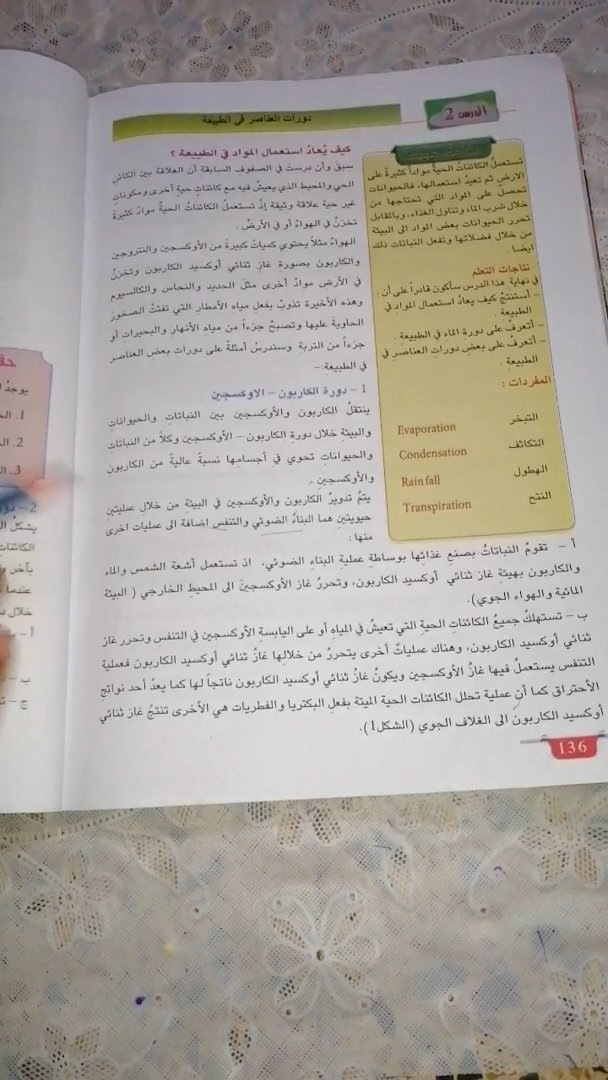 الدرس 2
دورات العناصر في الطبيعة
تستعملُ الكائناتُ الحيةُ موادا كثيرةً على
الارض ثم تعيدُ استعمالها، فالحيوانات
تحصلُ على المواد التي تحتاجها من
خلال شرب الماء وتناول الغذاء، وبالمقابل
تحرر الحيوانات بعض المواد الى البيئة
من خلال فضلاتها وتفعل النباتات ذلك
ايضا .
نتاجات التعلم
في نهاية هذا الدرس سأكون قادراً على أن :
– أستنتجُ كيف يعادُ استعمال المواد في
الطبيعة .
– أتعرفُ على دورة الماء في الطبيعة .
– أتعرفُ على بعض دورات العناصر في
الطبيعة .
المفردات :
التبخر Evaporation
التكاثف Condensation
الهطول Rain fall
النتح Transpiration
كيف يُعادُ استعمال المواد في الطبيعة ؟
سبق وأن درستَ في الصفوف السابقة أن العلاقة بين الكائن
الحي والمحيط الذي يعيشُ فيه مع كائنات حيةٍ أخرى ومكونات
غير حية علاقة وثيقة إذْ تستعملُ الكائناتُ الحيةُ موادَ كثيرةً
تخزنُ في الهواءُ أو في الأرضُ .
الهواءُ مثلاً يحتوي كمياتٌ كبيرةً من الأوكسجين والنتروجين
والكاربون بصورة غاز ثنائي أوكسيد الكاربون وتخزنُ
في الأرض موادٌ أخرى مثلُ الحديد والنحاس والكالسيوم
وهذه الأخيرة تذوبُ بفعل مياه الأمطار التي تفتتُ الصخورَ
الحاوية عليها وتصبحُ جزءاً من مياه الأنهارِ والبحيرات أو
جزءاً من التربةِ وسندرسُ أمثلةً على دوراتٍ بعض العناصر
في الطبيعة:–
1 – دورة الكاربون – الاوكسجين
ينتقلُ الكاربون والأوكسجين بين النباتات والحيوانات
والبيئة خلال دورة الكاربون – الأوكسجين وكلاً من النباتات
والحيوانات تحوي في أجسامها نسبةً عاليةً من الكاربون
والأوكسجين .
يتمُ تدويرُ الكاربون والأوكسجين في البيئة من خلال عمليتين
حيويتين هما البناءُ الضوئي والتنفس إضافة الى عمليات اخرى
منها :
أ – تقومُ النباتاتُ بصنعِ غذائِها بوساطةِ عمليةِ البناء الضوئي، اذ تستعمل أشعة الشمس والماء
والكاربون بهيئةِ غاز ثنائي أوكسيد الكاربون، وتحررُ غاز الأوكسجين الى المحيط الخارجي ( البيئة
المائية والهواء الجوي).
ب – تستهلكُ جميعُ الكائناتِ الحيةِ التي تعيشُ في المياه أو على اليابسةِ الأوكسجين في التنفس وتحررِ غاز
ثنائي أوكسيد الكاربون، وهناك عملياتٌ أخرى يتحررُ من خلالها غازُ ثنائي أوكسيد الكاربون فعملية
التنفس يستعملُ فيها غازُ الأوكسجين ويكونُ غازُ ثنائي أوكسيد الكاربون ناتجاً لها كما يعدُ أحد نواتجِ
الأحتراق كما أن عملية تحلل الكائنات الحية الميتة بفعل البكتريا والفطريات هي الأخرى تنتجُ غاز ثنائي
أوكسيد الكاربون الى الغلاف الجوي (الشكل1).
136